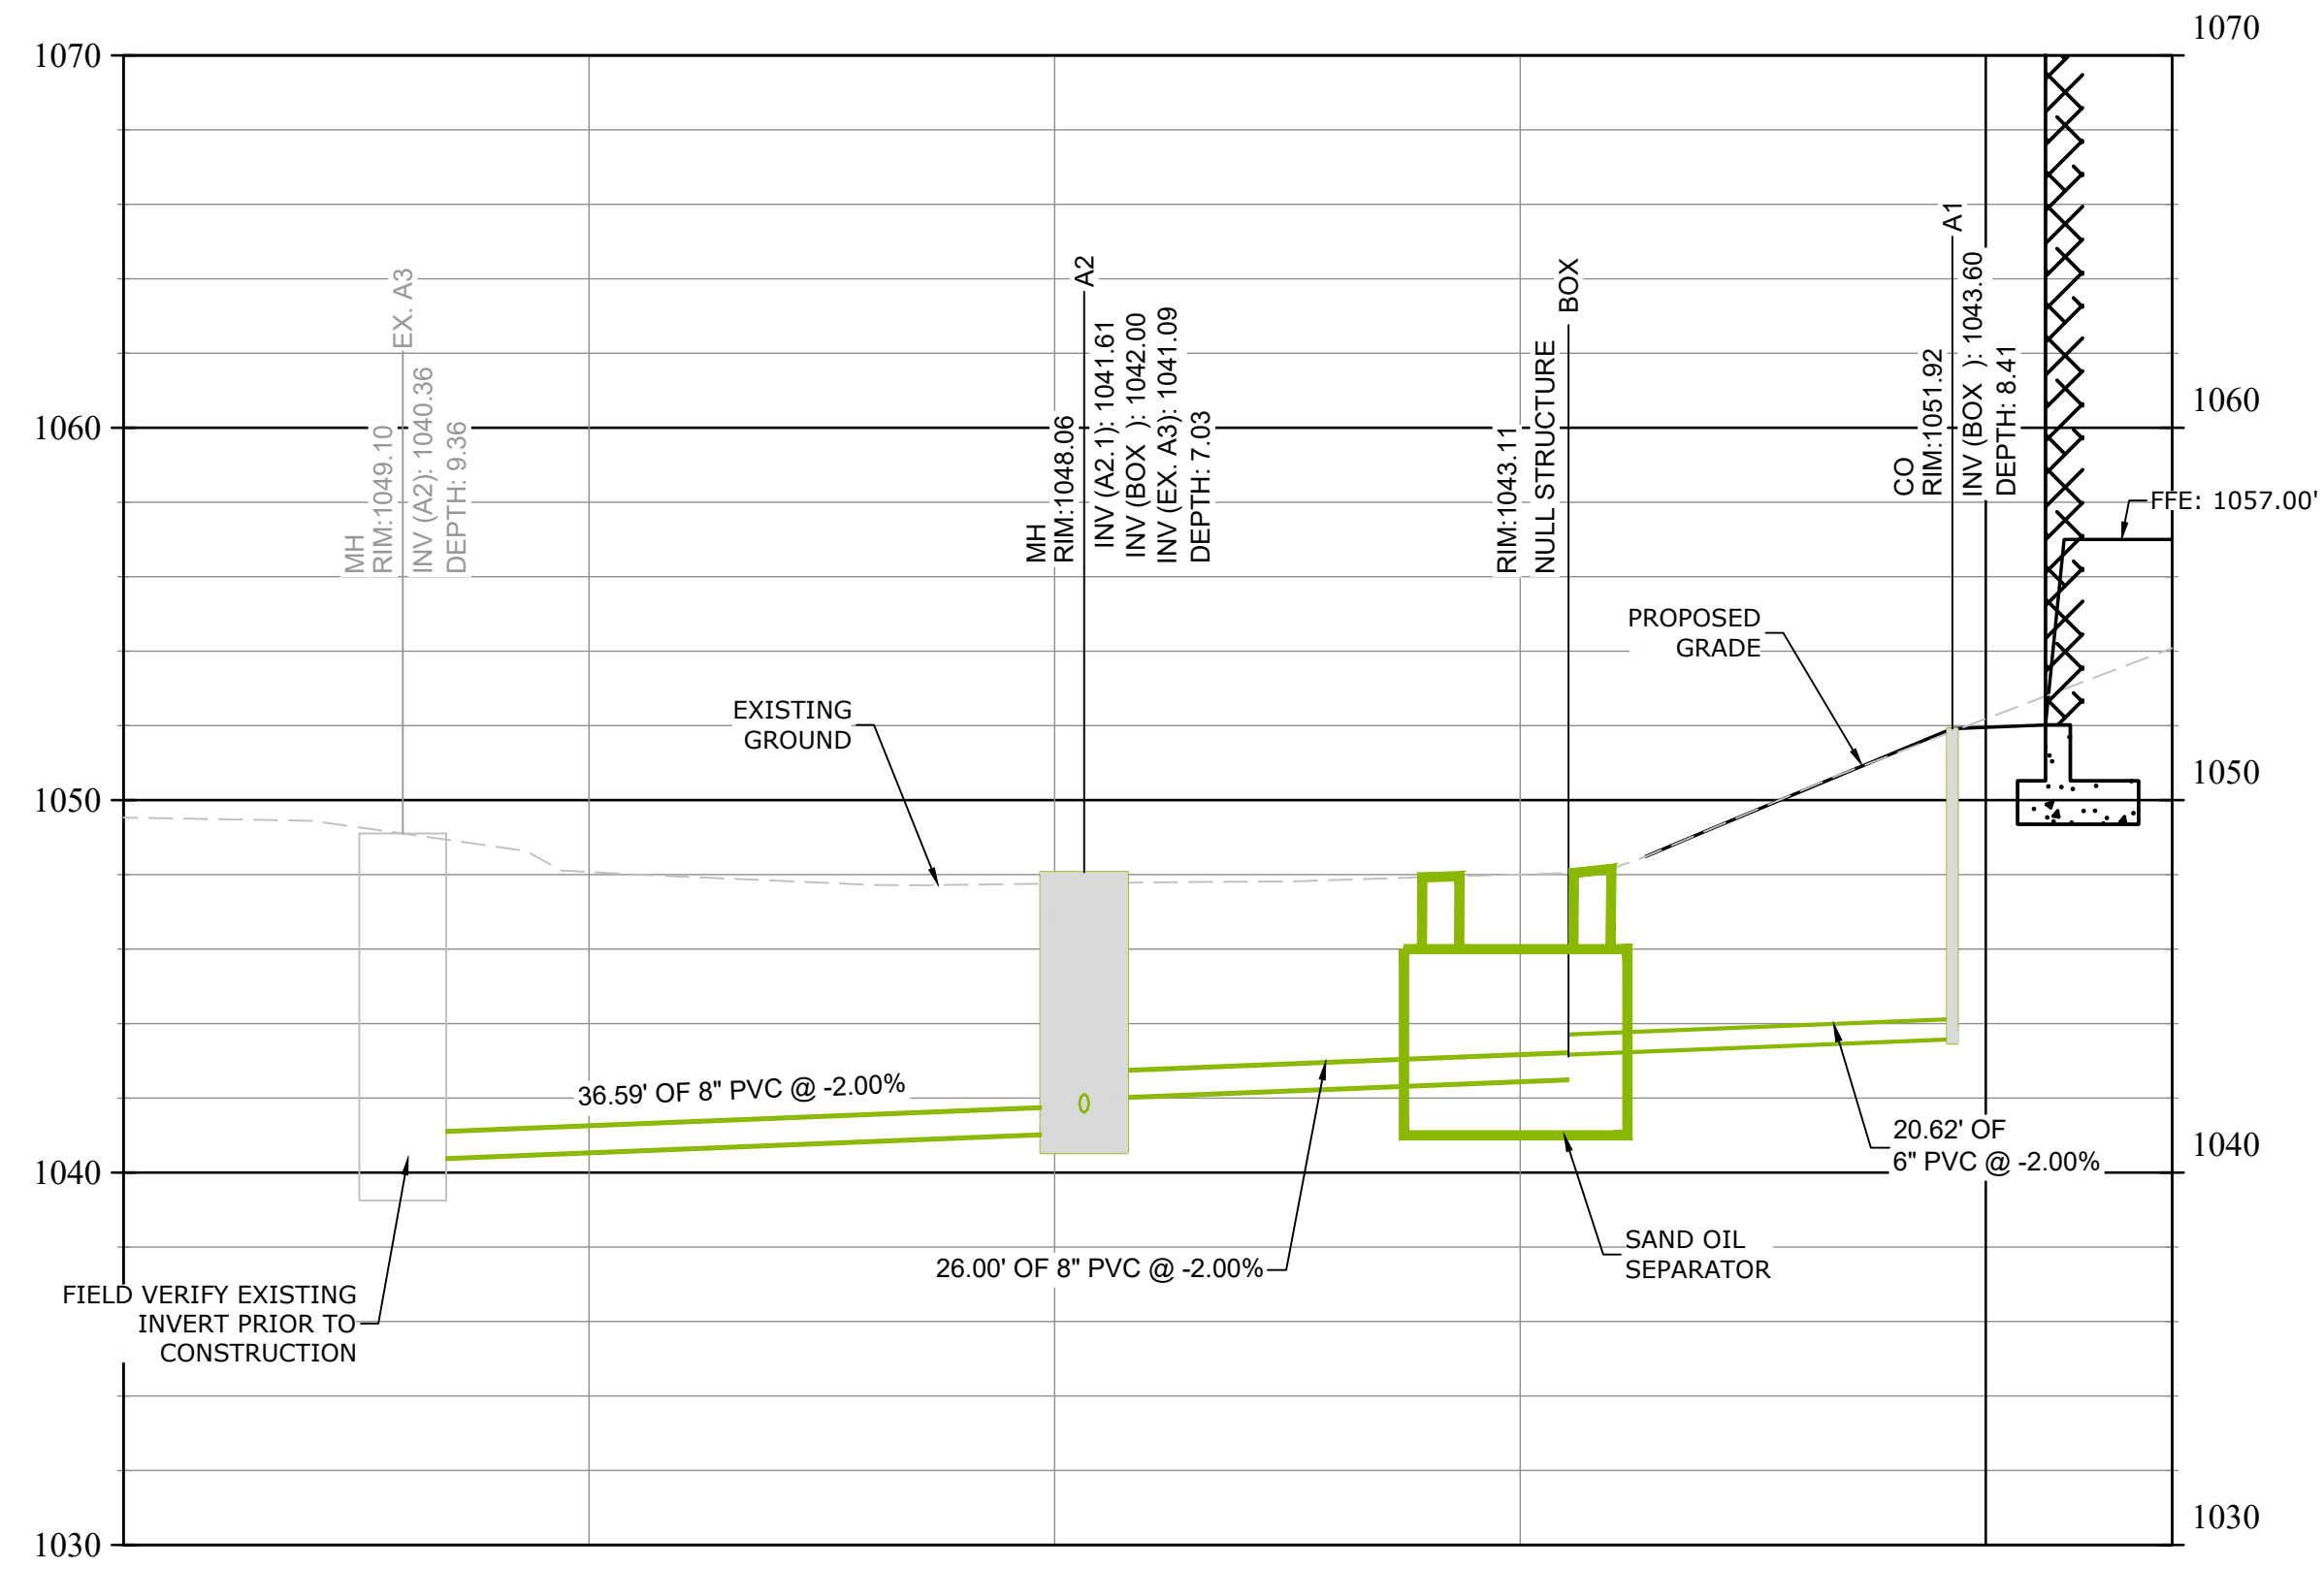 1070
1070
1060
1060
1050
1050
1040
1040
1030
1030
EX. A3
MH
RIM:1049.10
INV (A2): 1040.36
DEPTH: 9.36
A2
MH
RIM:1048.06
INV (A2.1): 1041.61
INV (BOX ): 1042.00
INV (EX. A3): 1041.09
DEPTH: 7.03
BOX
RIM:1043.11
NULL STRUCTURE
A1
CO
RIM:1051.92
INV (BOX ): 1043.60
DEPTH: 8.41
FFE: 1057.00'
PROPOSED
GRADE
EXISTING
GROUND
36.59' OF 8" PVC @ -2.00%
20.62' OF
6" PVC @ -2.00%
26.00' OF 8" PVC @ -2.00%
SAND OIL
SEPARATOR
FIELD VERIFY EXISTING
INVERT PRIOR TO
CONSTRUCTION